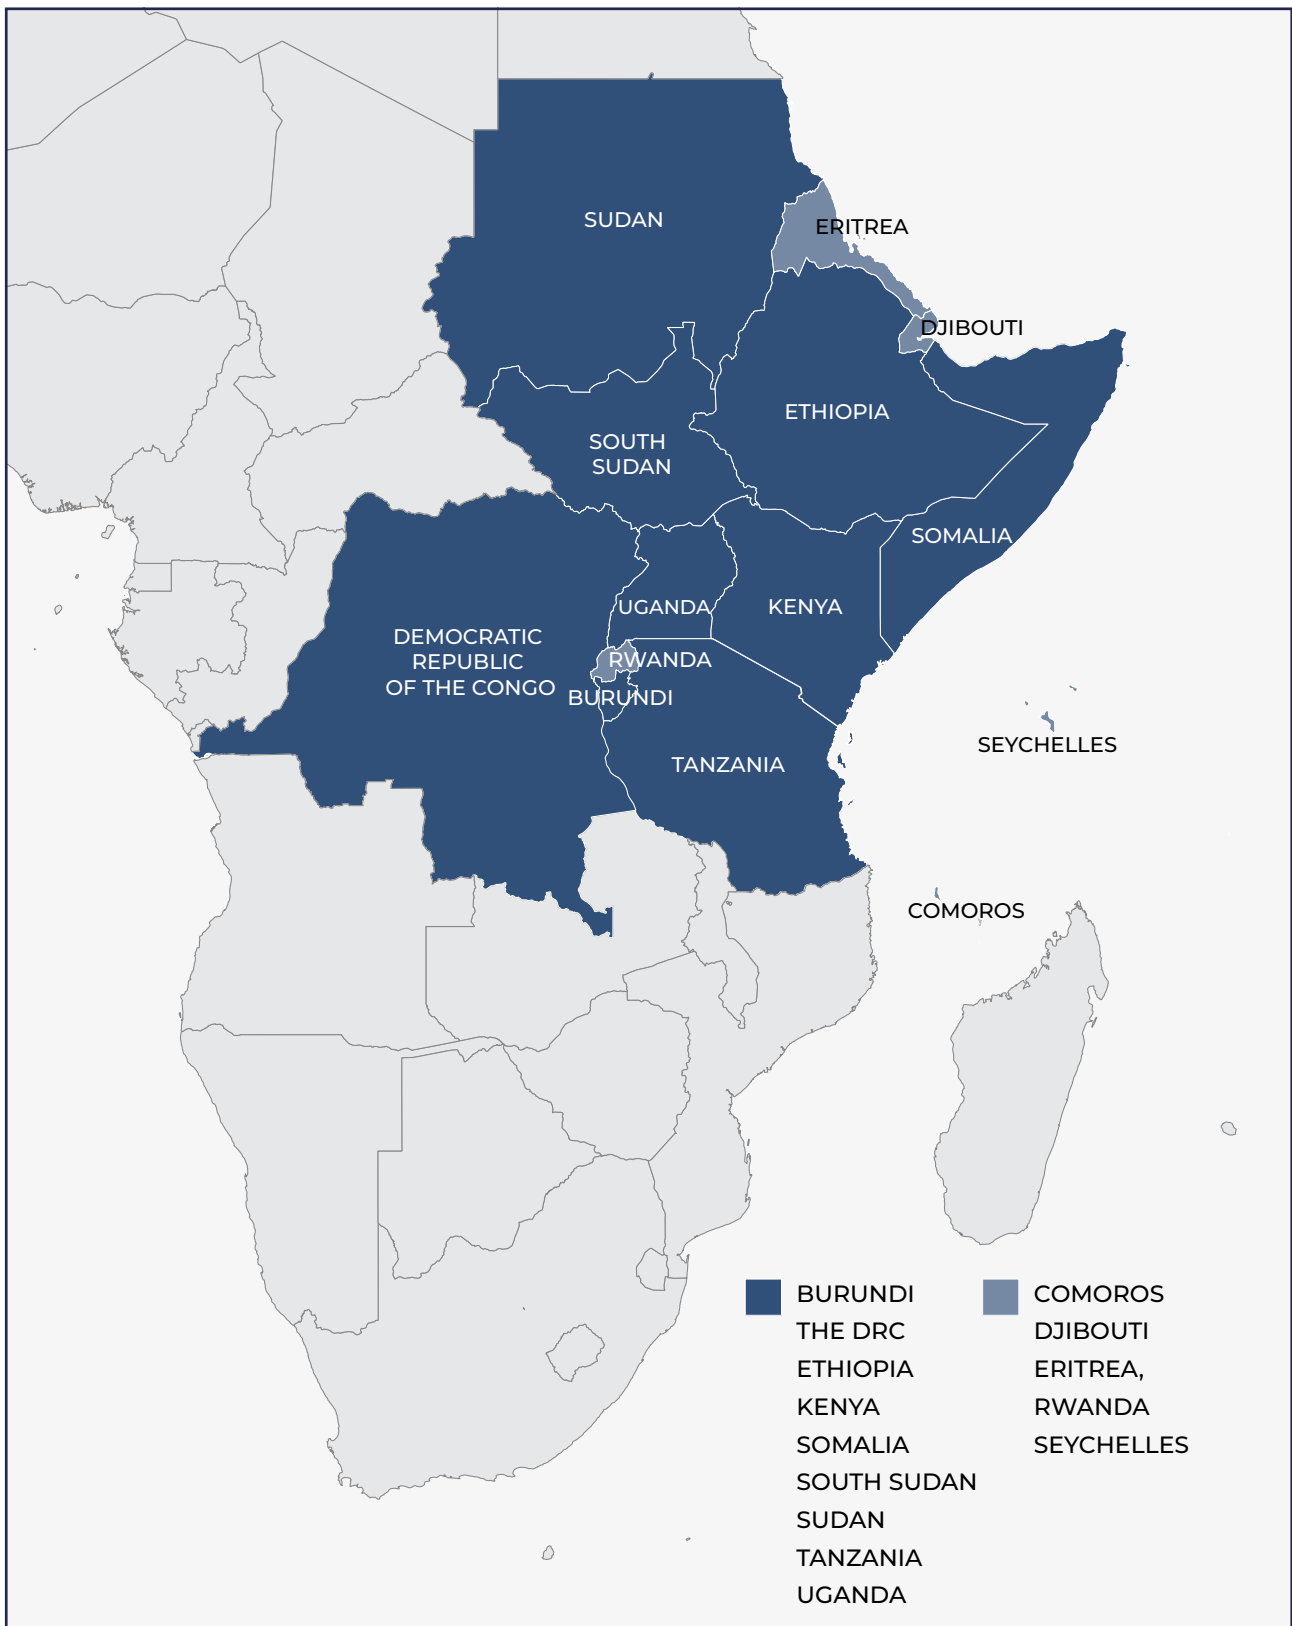 SUDAN
ERITREA
DJIBOUTI
ETHIOPIA
SOUTH
SUDAN
SOMALIA
UGANDA
KENYA
DEMOCRATIC
REPUBLIC
OF THE CONGO
RWANDA
BURUNDI
SEYCHELLES
TANZANIA
COMOROS
BURUNDI
THE DRC
ETHIOPIA
KENYA
SOMALIA
SOUTH SUDAN
SUDAN
TANZANIA
UGANDA
COMOROS
DJIBOUTI
ERITREA,
RWANDA
SEYCHELLES